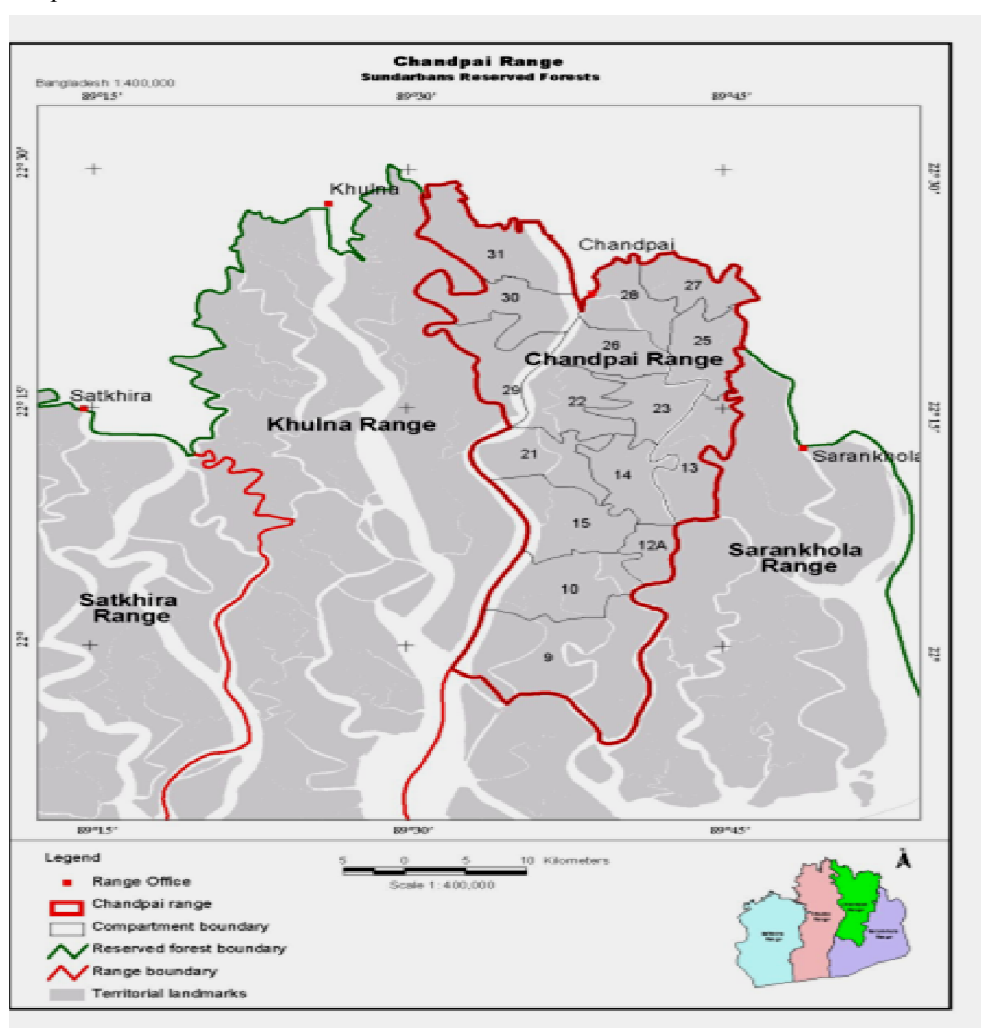 Chandpai Range
Sundarbans Reserved Forests
Bangladesh 1:400,000
89°15'
89°30'
89°45'
22°30'
22°30'
Khulna
Chandpai
31
30
28
27
26
25
Chandpai Range
29
22
23
22°15'
22°15'
Satkhira
Khulna Range
21
14
13
Sarankhola
15
12A
Sarankhola
Range
Satkhira
Range
10
9
22°
22°
89°15'
89°30'
89°45'
Legend
Range Office
Chandpai range
Compartment boundary
Reserved forest boundary
Range boundary
Territorial landmarks
5 0 5 10 Kilometers
Scale 1:400,000